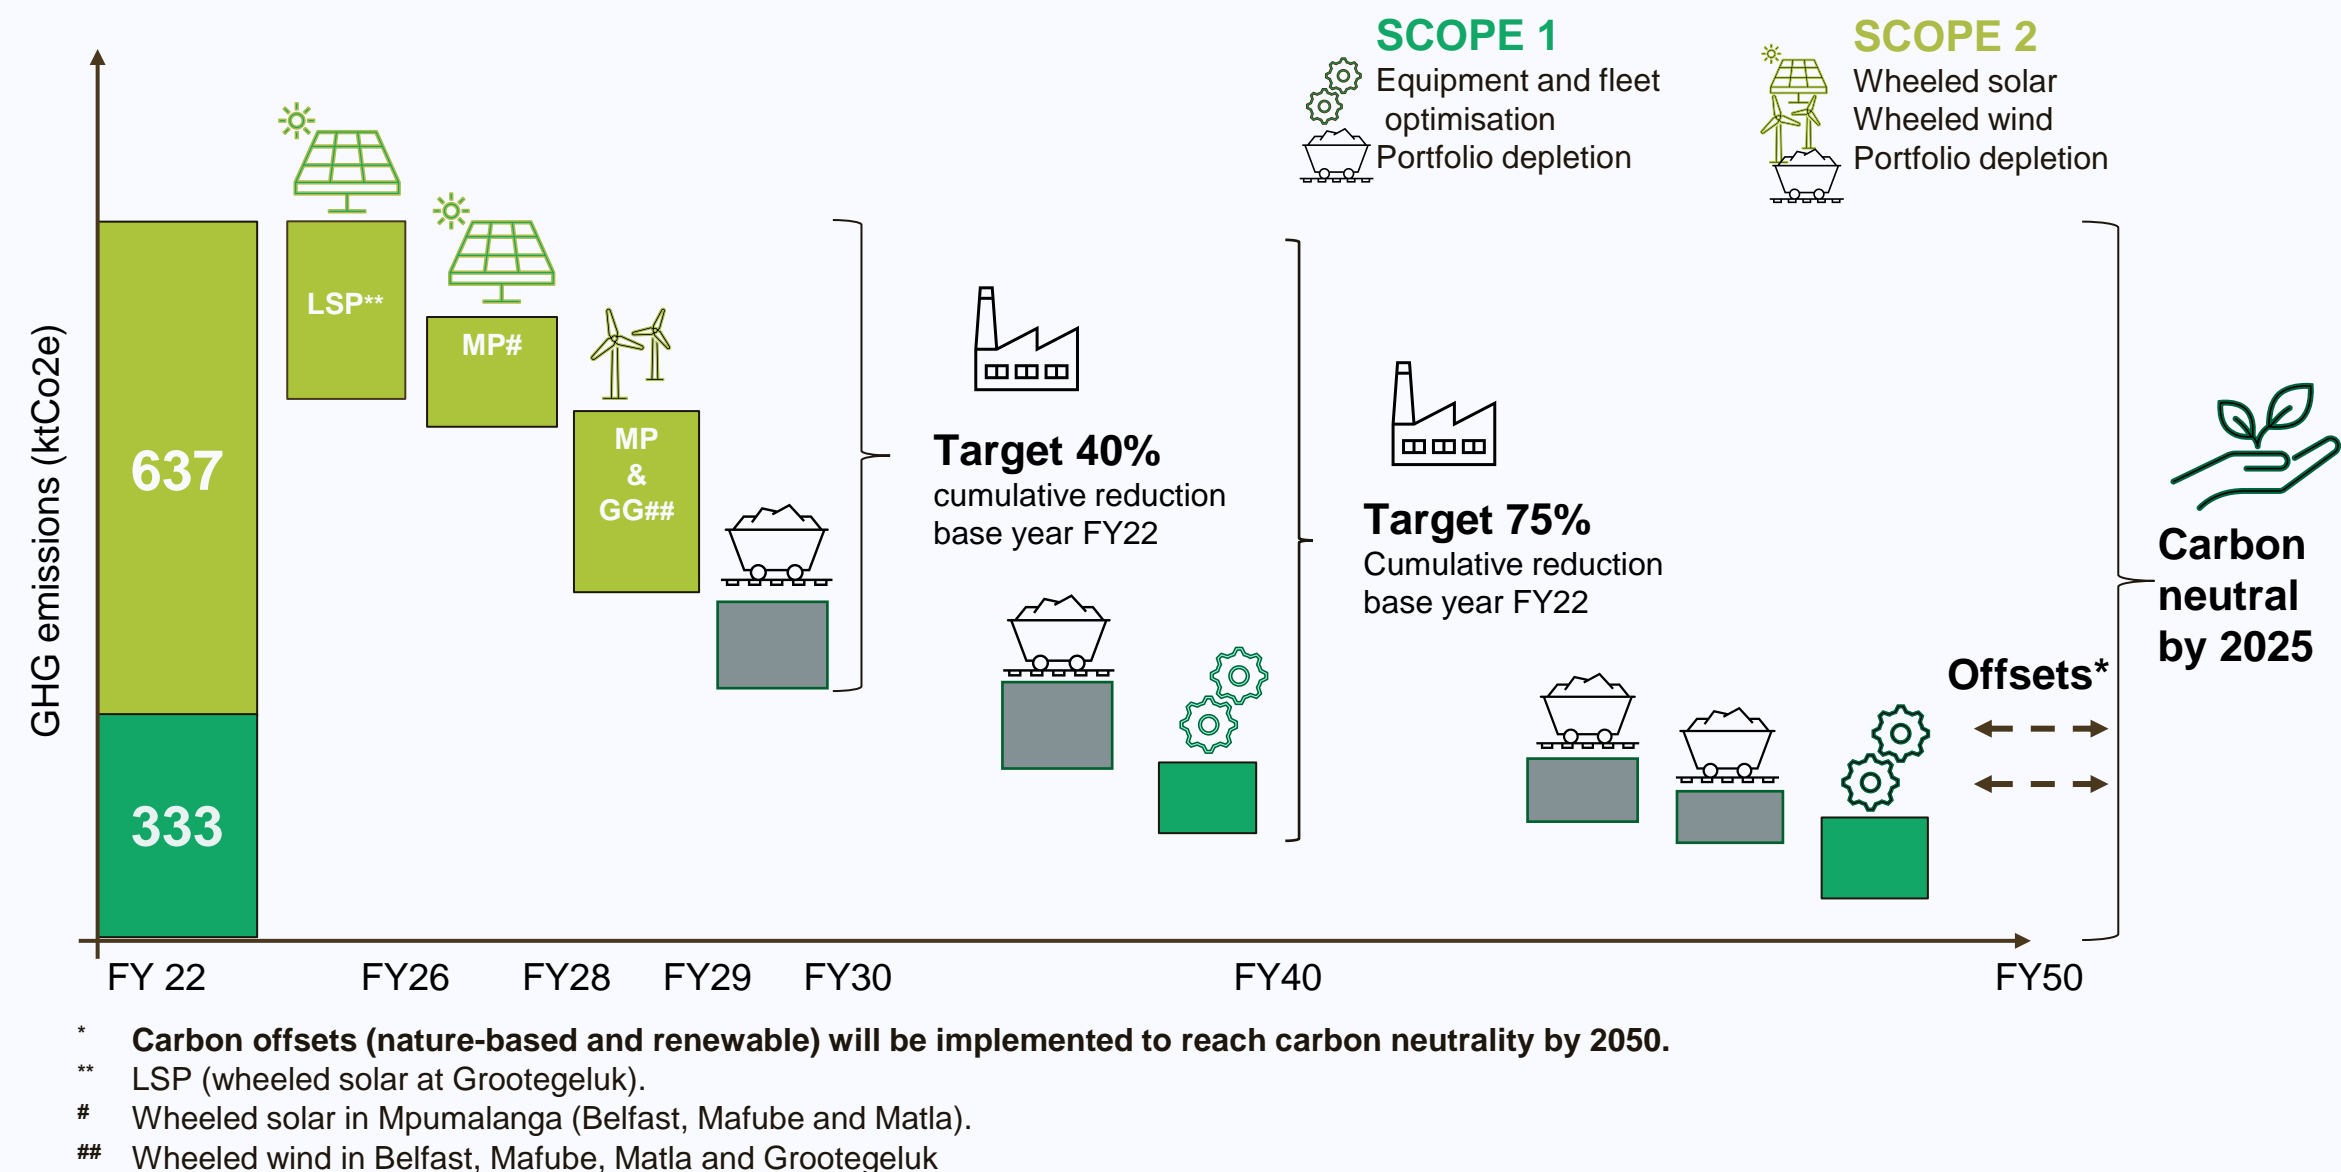 SCOPE 1
Equipment and fleet
optimisation
Portfolio depletion
SCOPE 2
Wheeled solar
Wheeled wind
Portfolio depletion
GHG emissions (ktCo2e)
637
333
LSP**
MP#
MP
&
GG##
Target 40%
cumulative reduction
base year FY22
Target 75%
Cumulative reduction
base year FY22
Offsets*
Carbon
neutral
by 2025
FY 22
FY26
FY28
FY29
FY30
FY40
FY50
* Carbon offsets (nature-based and renewable) will be implemented to reach carbon neutrality by 2050.
** LSP (wheeled solar at Grootegeluk).
# Wheeled solar in Mpumalanga (Belfast, Mafube and Matla).
## Wheeled wind in Belfast, Mafube, Matla and Grootegeluk